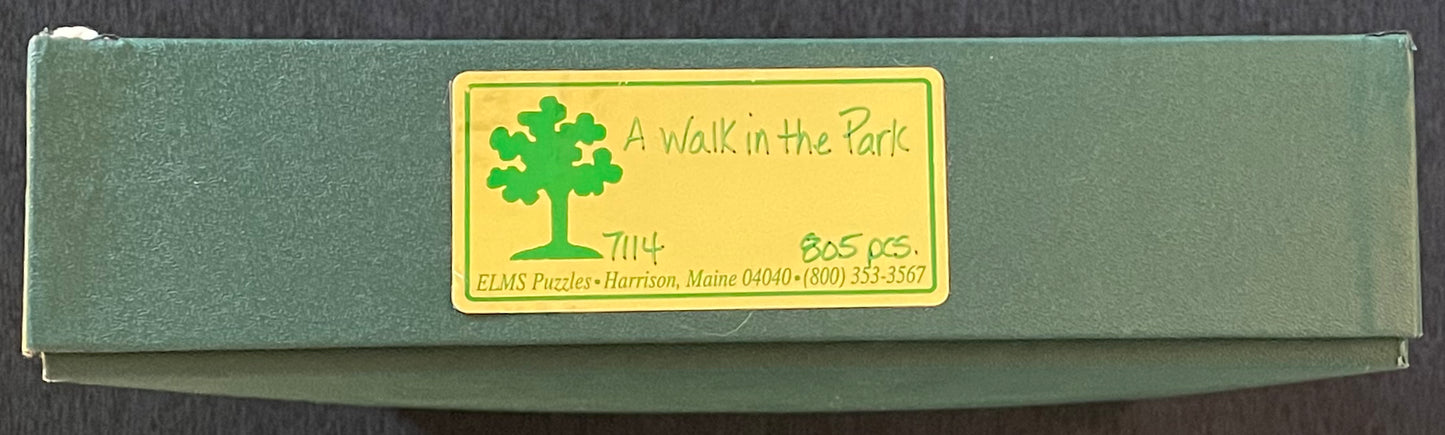 A Walk in the Park
7114 805 pcs.
ELMS Puzzles • Harrison, Maine 04040 • (800) 353-3567